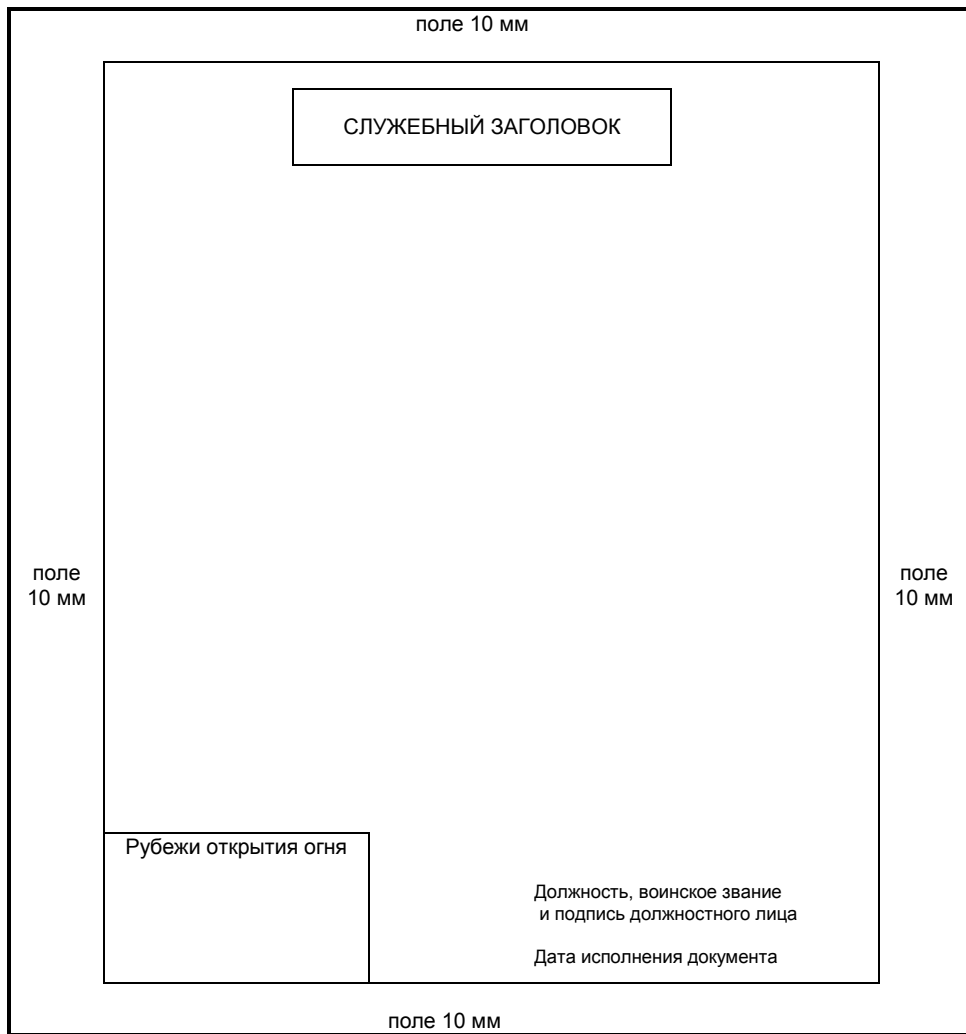 поле 10 мм
СЛУЖЕБНЫЙ ЗАГОЛОВОК
поле
10 мм
поле
10 мм
Рубежи открытия огня
Должность, воинское звание
и подпись должностного лица
Дата исполнения документа
поле 10 мм